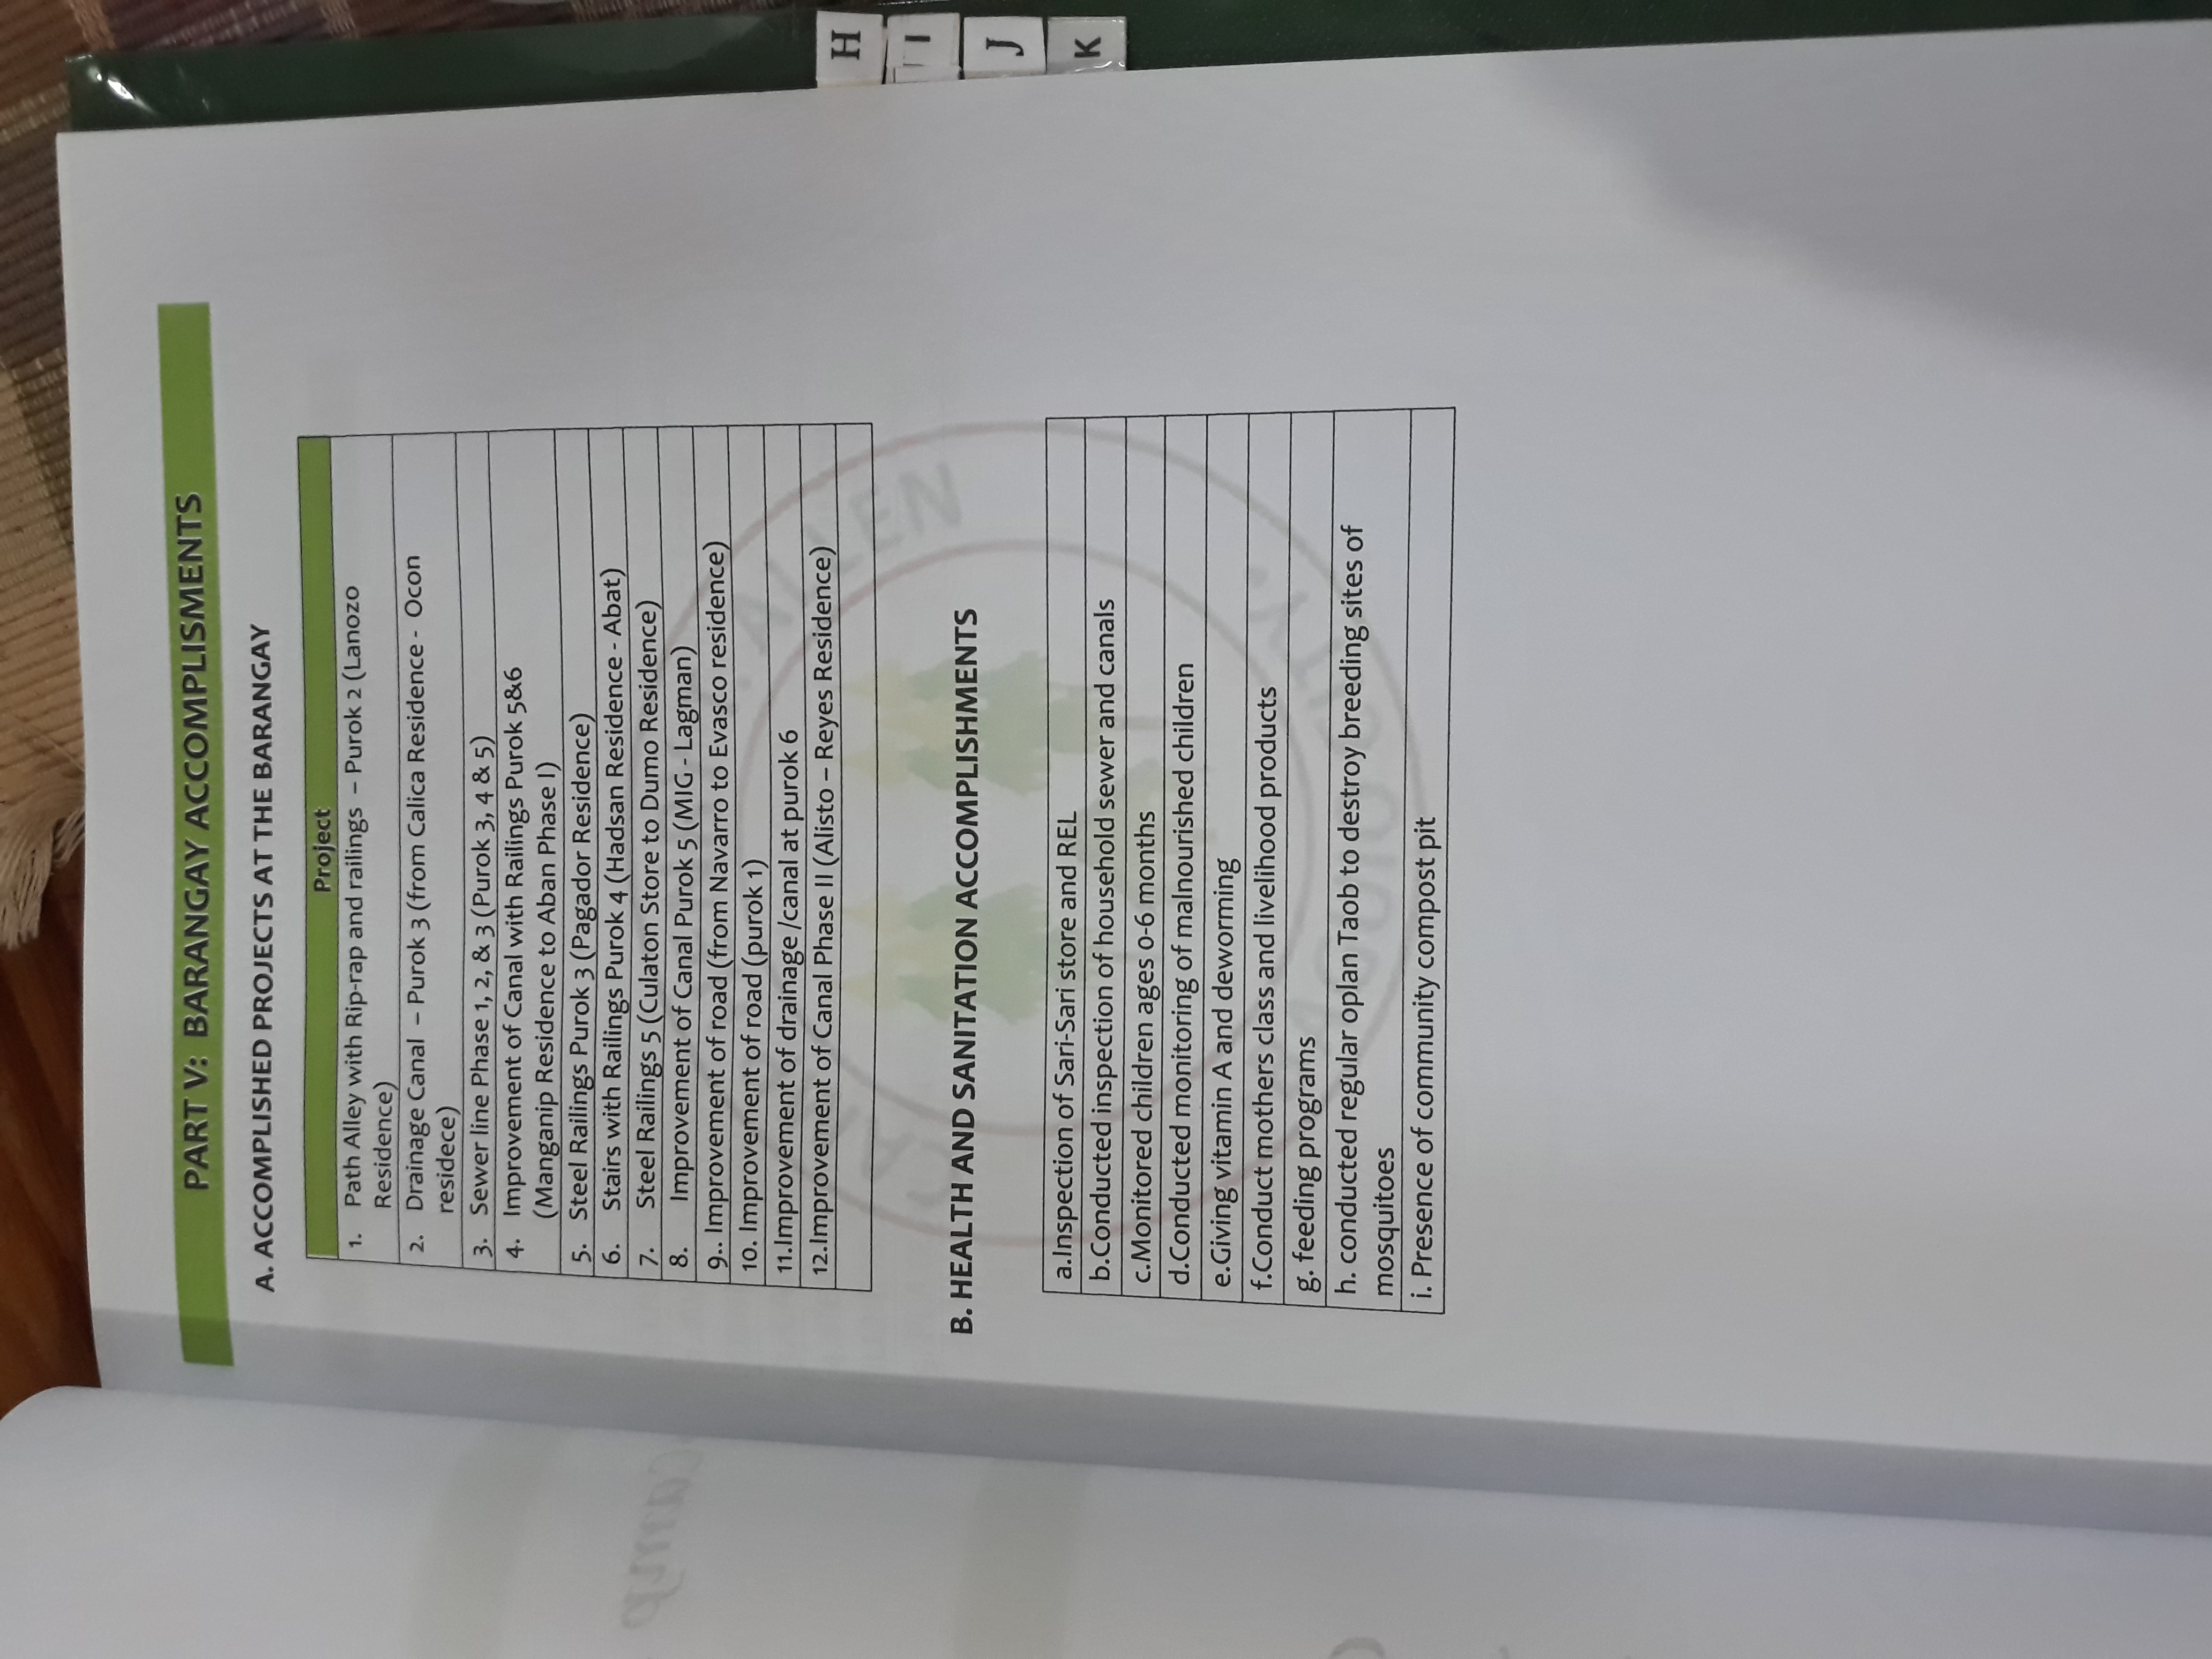 PART V: BARANGAY ACCOMPLISMENTS
A. ACCOMPLISHED PROJECTS AT THE BARANGAY
Project
1. Path Alley with Rip-rap and railings – Purok 2 (Lanozo
Residence)
2. Drainage Canal – Purok 3 (from Calica Residence - Ocon
residece)
3. Sewer line Phase 1, 2, & 3 (Purok 3, 4 & 5)
4. Improvement of Canal with Railings Purok 5&6
(Manganip Residence to Aban Phase I)
5. Steel Railings Purok 3 (Pagador Residence)
6. Stairs with Railings Purok 4 (Hadsan Residence - Abat)
7. Steel Railings 5 (Culaton Store to Dumo Residence)
8. Improvement of Canal Purok 5 (MIG - Lagman)
9.. Improvement of road (from Navarro to Evasco residence)
10. Improvement of road (purok 1)
11.Improvement of drainage /canal at purok 6
12.Improvement of Canal Phase II (Alisto – Reyes Residence)
B. HEALTH AND SANITATION ACCOMPLISHMENTS
a.Inspection of Sari-Sari store and REL
b.Conducted inspection of household sewer and canals
c.Monitored children ages 0-6 months
d.Conducted monitoring of malnourished children
e.Giving vitamin A and deworming
f.Conduct mothers class and livelihood products
g. feeding programs
h. conducted regular oplan Taob to destroy breeding sites of
mosquitoes
i. Presence of community compost pit
H
I
J
K